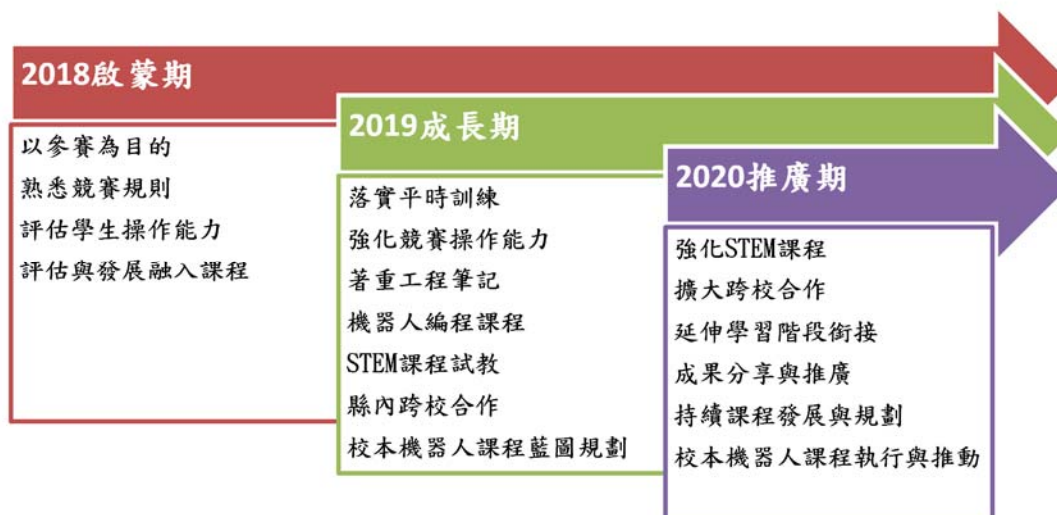 2018啟蒙期
以參賽為目的
熟悉競賽規則
評估學生操作能力
評估與發展融入課程
2019成長期
落實平時訓練
強化競賽操作能力
著重工程筆記
機器人編程課程
STEM課程試教
縣內跨校合作
校本機器人課程藍圖規劃
2020推廣期
強化STEM課程
擴大跨校合作
延伸學習階段銜接
成果分享與推廣
持續課程發展與規劃
校本機器人課程執行與推動